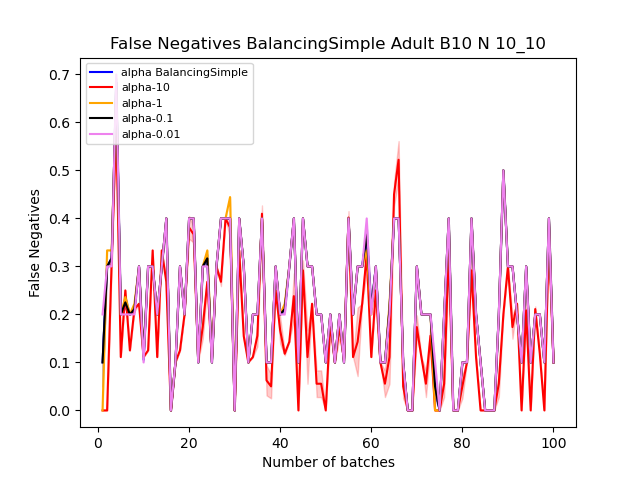 False Negatives BalancingSimple Adult B10 N 10_10
alpha BalancingSimple
alpha-10
alpha-1
alpha-0.1
alpha-0.01
0.7
0.6
0.5
0.4
0.3
0.2
0.1
0.0
False Negatives
0 20 40 60 80 100
Number of batches